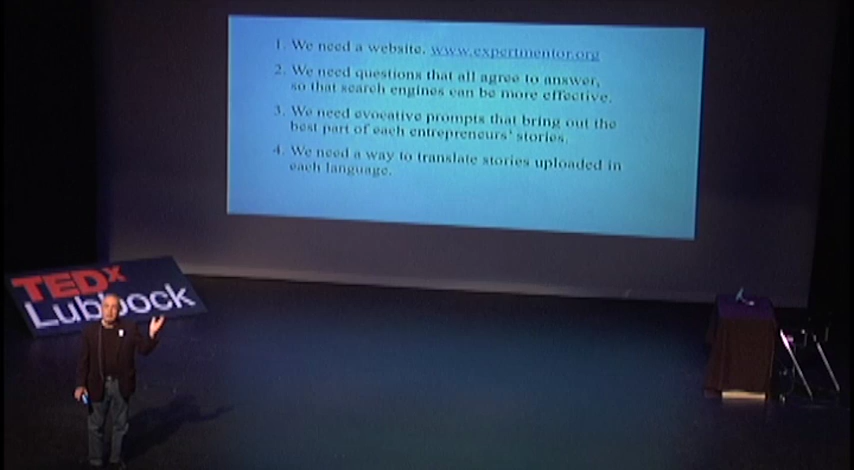 1. We need a website. www.expertmentor.org
2. We need questions that all agree to answer,
so that search engines can be more effective.
3. We need evocative prompts that bring out the
best part of each entrepreneurs' stories.
4. We need a way to translate stories uploaded in
each language.
TEDx
Lubbock